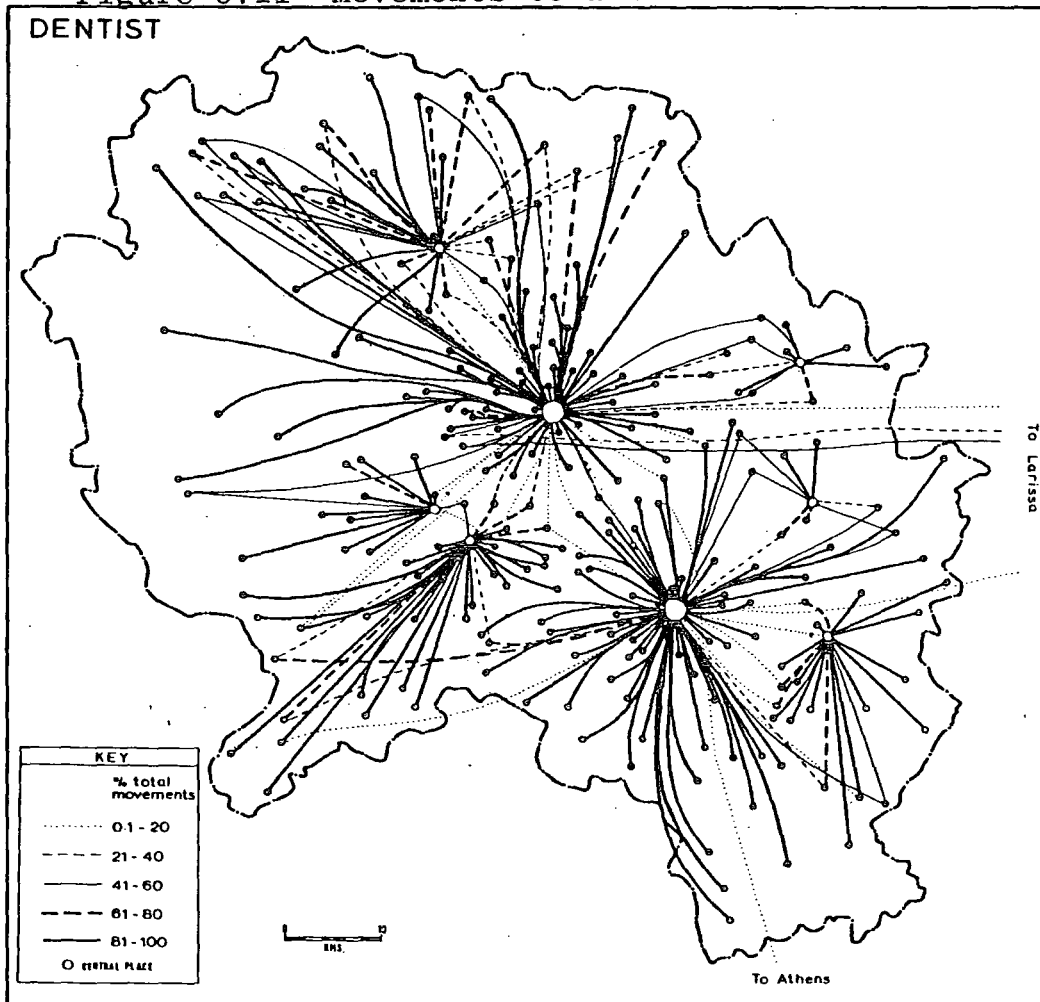 DENTIST
To Larissa
KEY
% total
movements
0·1 - 20
21 - 40
41 - 60
61 - 80
81 - 100
CENTRAL PLACE
KMS.
To Athens